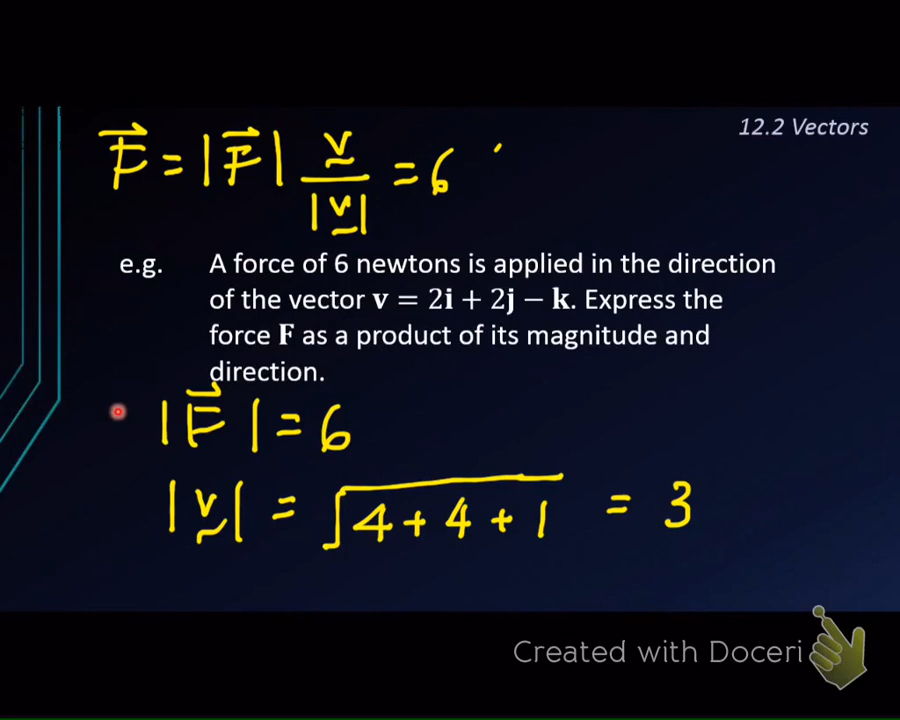 12.2 Vectors
F⃗ = |F⃗| v/|v| = 6
e.g. A force of 6 newtons is applied in the direction
of the vector 𝐯 = 2𝐢 + 2𝐣 − 𝐤. Express the
force 𝐅 as a product of its magnitude and
direction.
|F⃗| = 6
|v| = √4 + 4 + 1 = 3
Created with Doceri